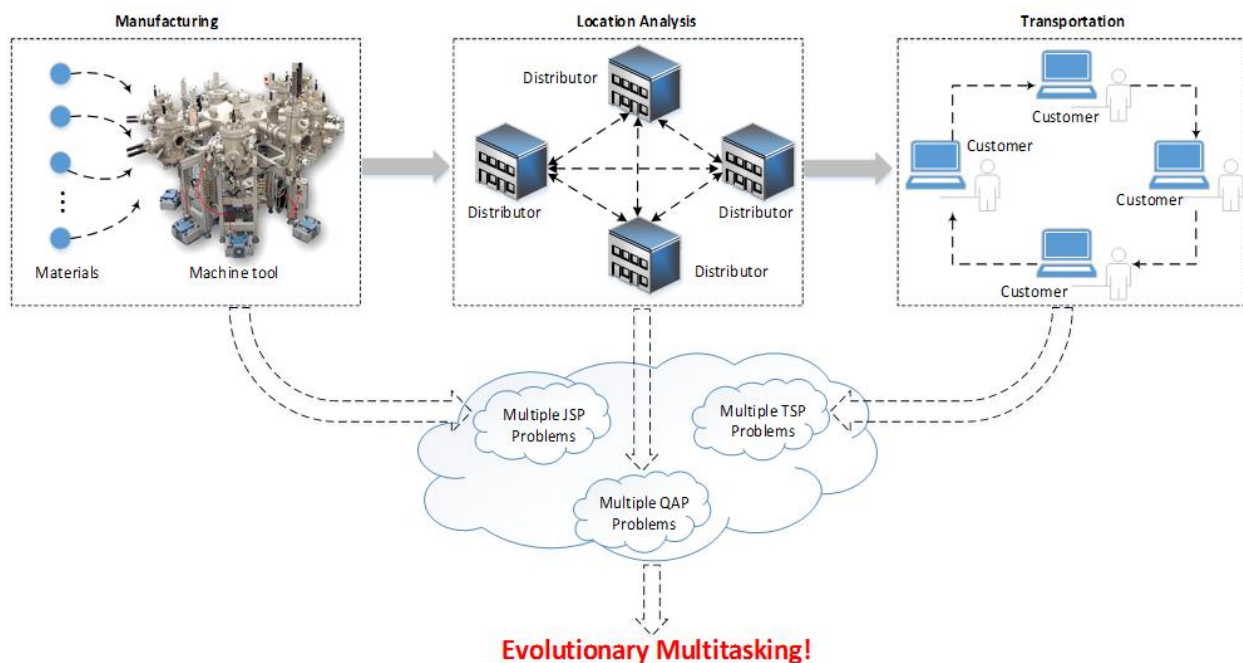 Manufacturing
Location Analysis
Transportation
Materials
Machine tool
Distributor
Distributor
Distributor
Distributor
Customer
Customer
Customer
Customer
Multiple JSP
Problems
Multiple TSP
Problems
Multiple QAP
Problems
Evolutionary Multitasking!